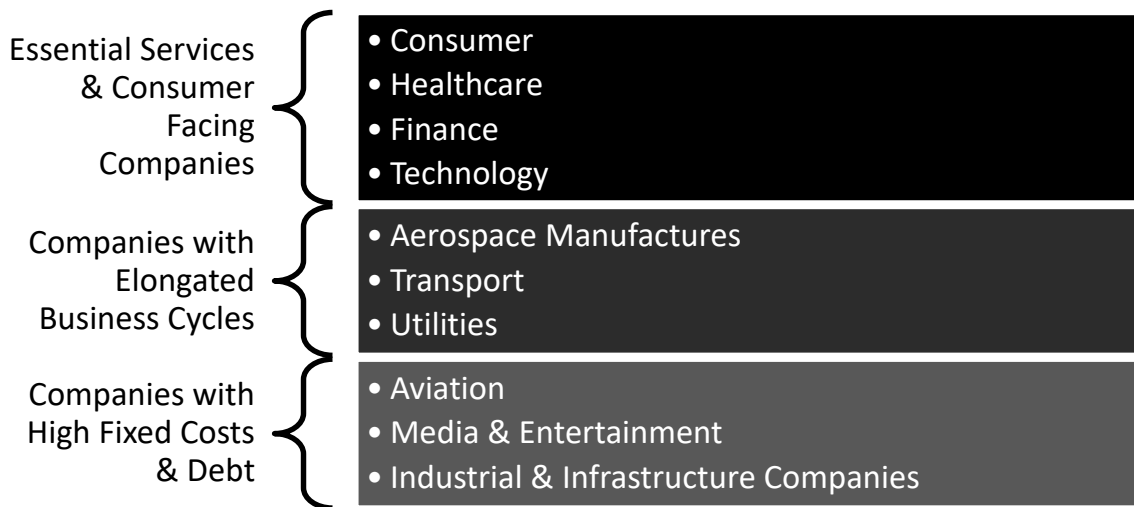 Essential Services
& Consumer
Facing
Companies
• Consumer
• Healthcare
• Finance
• Technology
Companies with
Elongated
Business Cycles
• Aerospace Manufactures
• Transport
• Utilities
Companies with
High Fixed Costs
& Debt
• Aviation
• Media & Entertainment
• Industrial & Infrastructure Companies